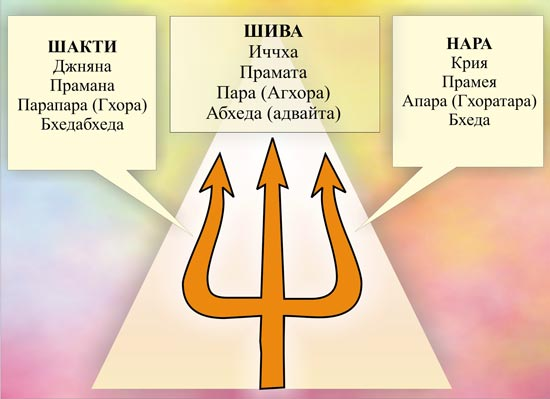 ШАКТИ
Джняна
Прамана
Парапара (Гхора)
Бхедабхеда
ШИВА
Иччха
Прамата
Пара (Агхора)
Абхеда (адвайта)
НАРА
Крия
Прамея
Апара (Гхоратара)
Бхеда